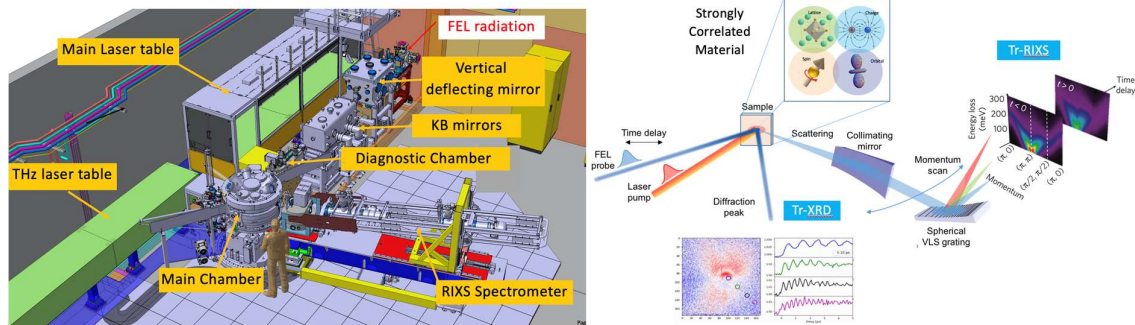 FEL radiation
Main Laser table
Vertical
deflecting mirror
KB mirrors
Diagnostic Chamber
THz laser table
Main Chamber
RIXS Spectrometer
Strongly
Correlated
Material
Lattice
Charge
Spin
Orbital
Sample
Time delay
FEL
probe
Laser
pump
Scattering
Collimating
mirror
Diffraction
peak
Tr-XRD
Momentum
scan
Spherical
VLS grating
Tr-RIXS
Time
delay
t < 0
t > 0
Energy loss
(meV)
300
200
100
(π, 0)
(π, π)
(π/2, π/2)
(π, 0)
Momentum